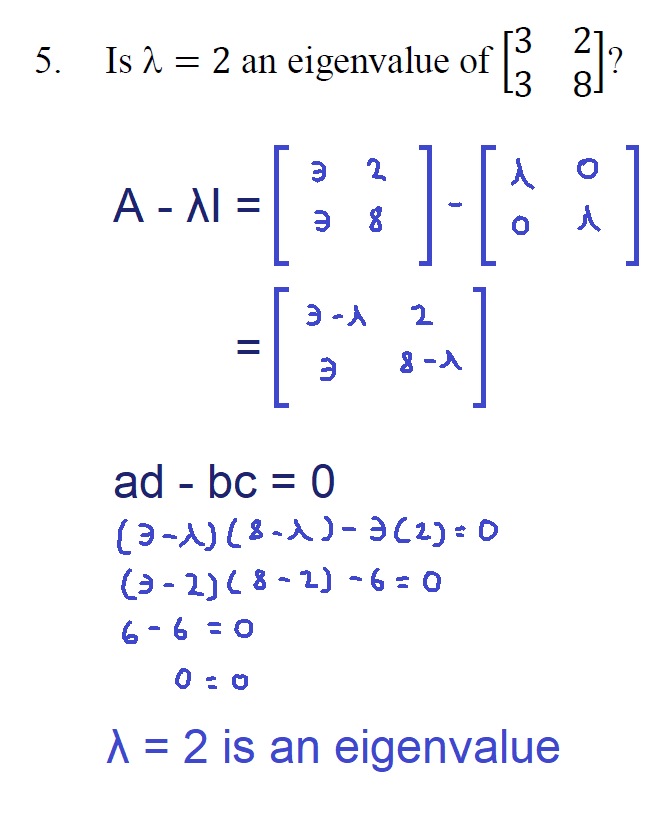 5. Is λ = 2 an eigenvalue of [3 2; 3 8]?
A - λI = [3 2; 3 8] - [λ 0; 0 λ]
= [3-λ 2; 3 8-λ]
ad - bc = 0
(3-λ)(8-λ)-3(2)=0
(3-2)(8-2)-6=0
6-6=0
0=0
λ = 2 is an eigenvalue